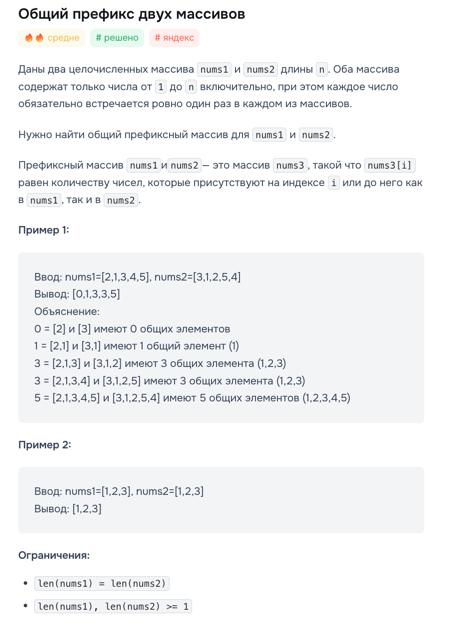 Общий префикс двух массивов
🔥🔥 средне # решено # яндекс
Даны два целочисленных массива nums1 и nums2 длины n. Оба массива
содержат только числа от 1 до n включительно, при этом каждое число
обязательно встречается ровно один раз в каждом из массивов.
Нужно найти общий префиксный массив для nums1 и nums2.
Префиксный массив nums1 и nums2 — это массив nums3, такой что nums3[i]
равен количеству чисел, которые присутствуют на индексе i или до него как
в nums1, так и в nums2.
Пример 1:
Ввод: nums1=[2,1,3,4,5], nums2=[3,1,2,5,4]
Вывод: [0,1,3,3,5]
Объяснение:
0 = [2] и [3] имеют 0 общих элементов
1 = [2,1] и [3,1] имеют 1 общий элемент (1)
3 = [2,1,3] и [3,1,2] имеют 3 общих элемента (1,2,3)
3 = [2,1,3,4] и [3,1,2,5] имеют 3 общих элемента (1,2,3)
5 = [2,1,3,4,5] и [3,1,2,5,4] имеют 5 общих элементов (1,2,3,4,5)
Пример 2:
Ввод: nums1=[1,2,3], nums2=[1,2,3]
Вывод: [1,2,3]
Ограничения:
• len(nums1) = len(nums2)
• len(nums1), len(nums2) >= 1